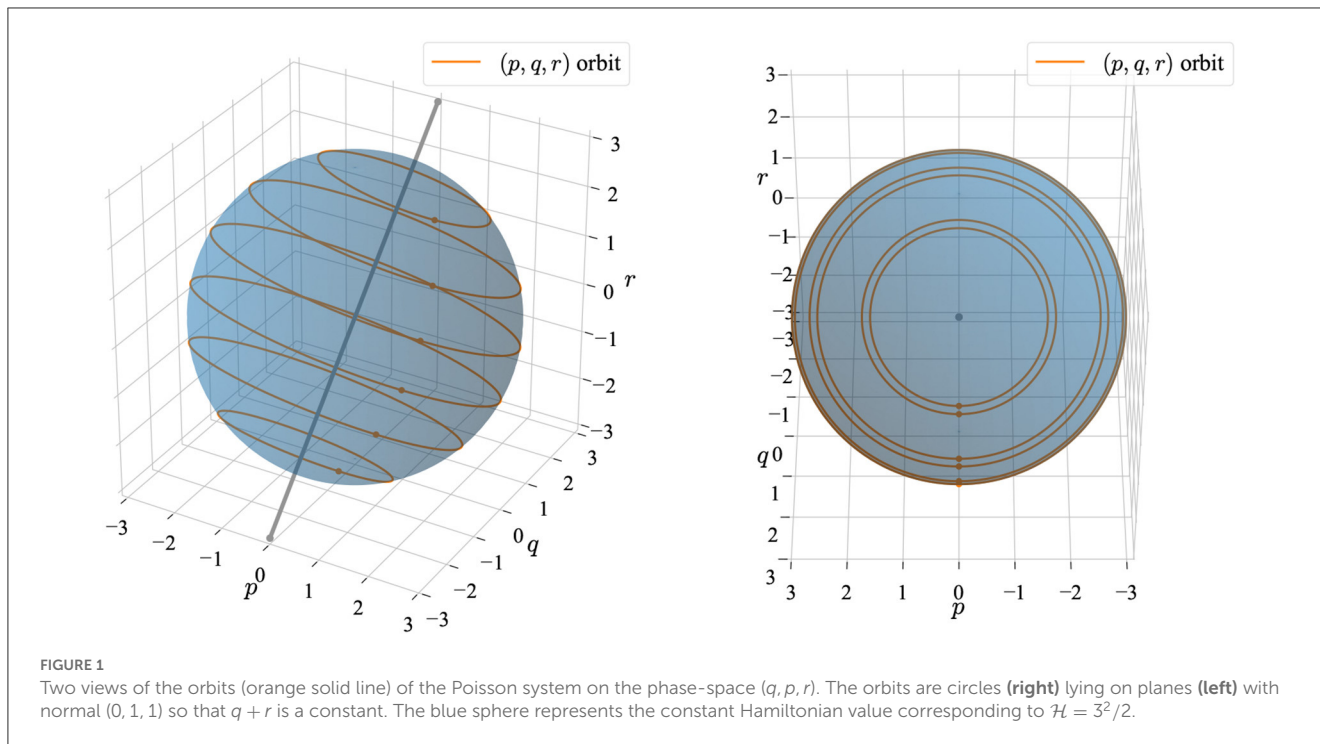 (p, q, r) orbit
3
2
1
0 r
−1
−2
−3
3
2
1
0 q
−1
−2
−3
−3
−2
−1
p 0
1
2
3
(p, q, r) orbit
3
2
1
r
0
−1
−2
−3
−3
−2
−1
q 0
1
2
3
3 2 1 0 −1 −2 −3
p
FIGURE 1
Two views of the orbits (orange solid line) of the Poisson system on the phase-space (q, p, r). The orbits are circles (right) lying on planes (left) with
normal (0, 1, 1) so that q + r is a constant. The blue sphere represents the constant Hamiltonian value corresponding to ℋ = 3²/2.